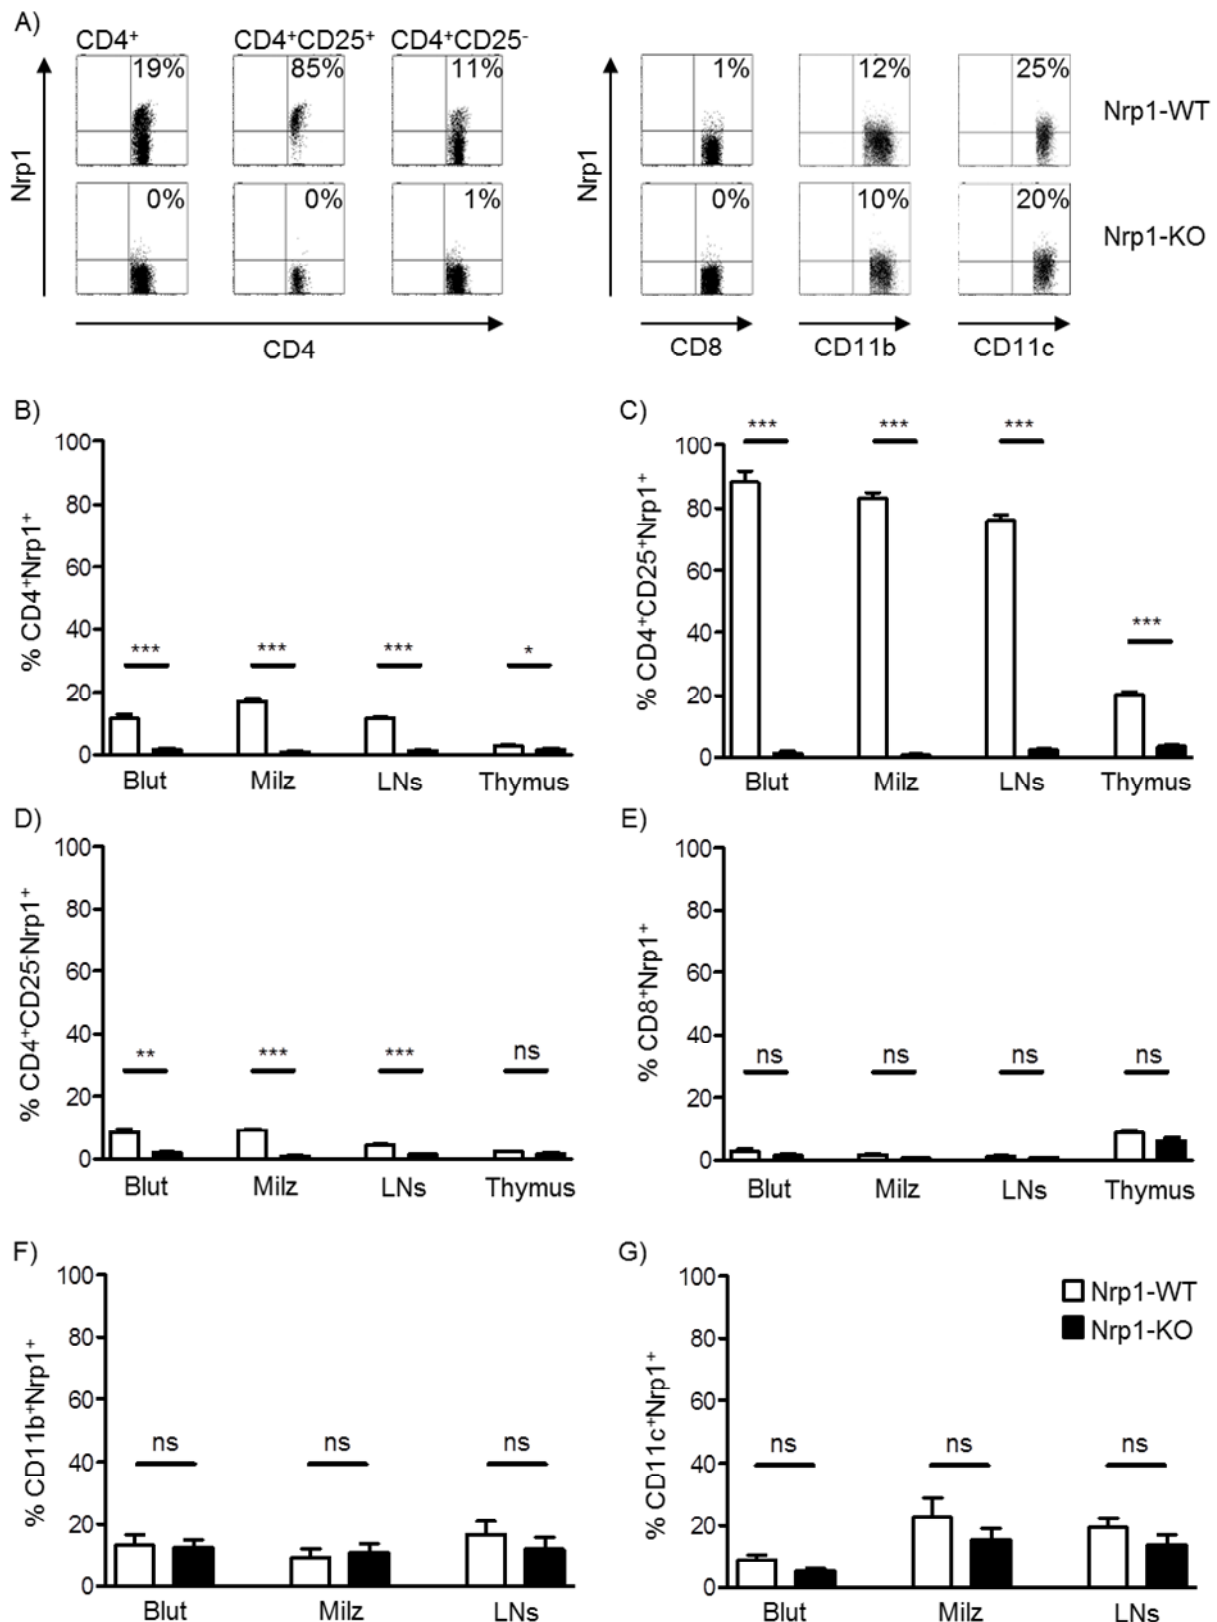 A)
CD4⁺ CD4⁺CD25⁺ CD4⁺CD25⁻
19% 85% 11% 1% 12% 25%
Nrp1 Nrp1 Nrp1-WT
0% 0% 1% 0% 10% 20%
Nrp1-KO
CD4 CD8 CD11b CD11c
B)
% CD4⁺Nrp1⁺
100
80
60
40
20
0
*** *** *** *
Blut Milz LNs Thymus
C)
% CD4⁺CD25⁺Nrp1⁺
100
80
60
40
20
0
*** *** *** ***
Blut Milz LNs Thymus
D)
% CD4⁺CD25⁻Nrp1⁺
100
80
60
40
20
0
** *** *** ns
Blut Milz LNs Thymus
E)
% CD8⁺Nrp1⁺
100
80
60
40
20
0
ns ns ns ns
Blut Milz LNs Thymus
F)
% CD11b⁺Nrp1⁺
100
80
60
40
20
0
ns ns ns
Blut Milz LNs
G)
% CD11c⁺Nrp1⁺
100
80
60
40
20
0
ns ns ns
Blut Milz LNs
Nrp1-WT
Nrp1-KO